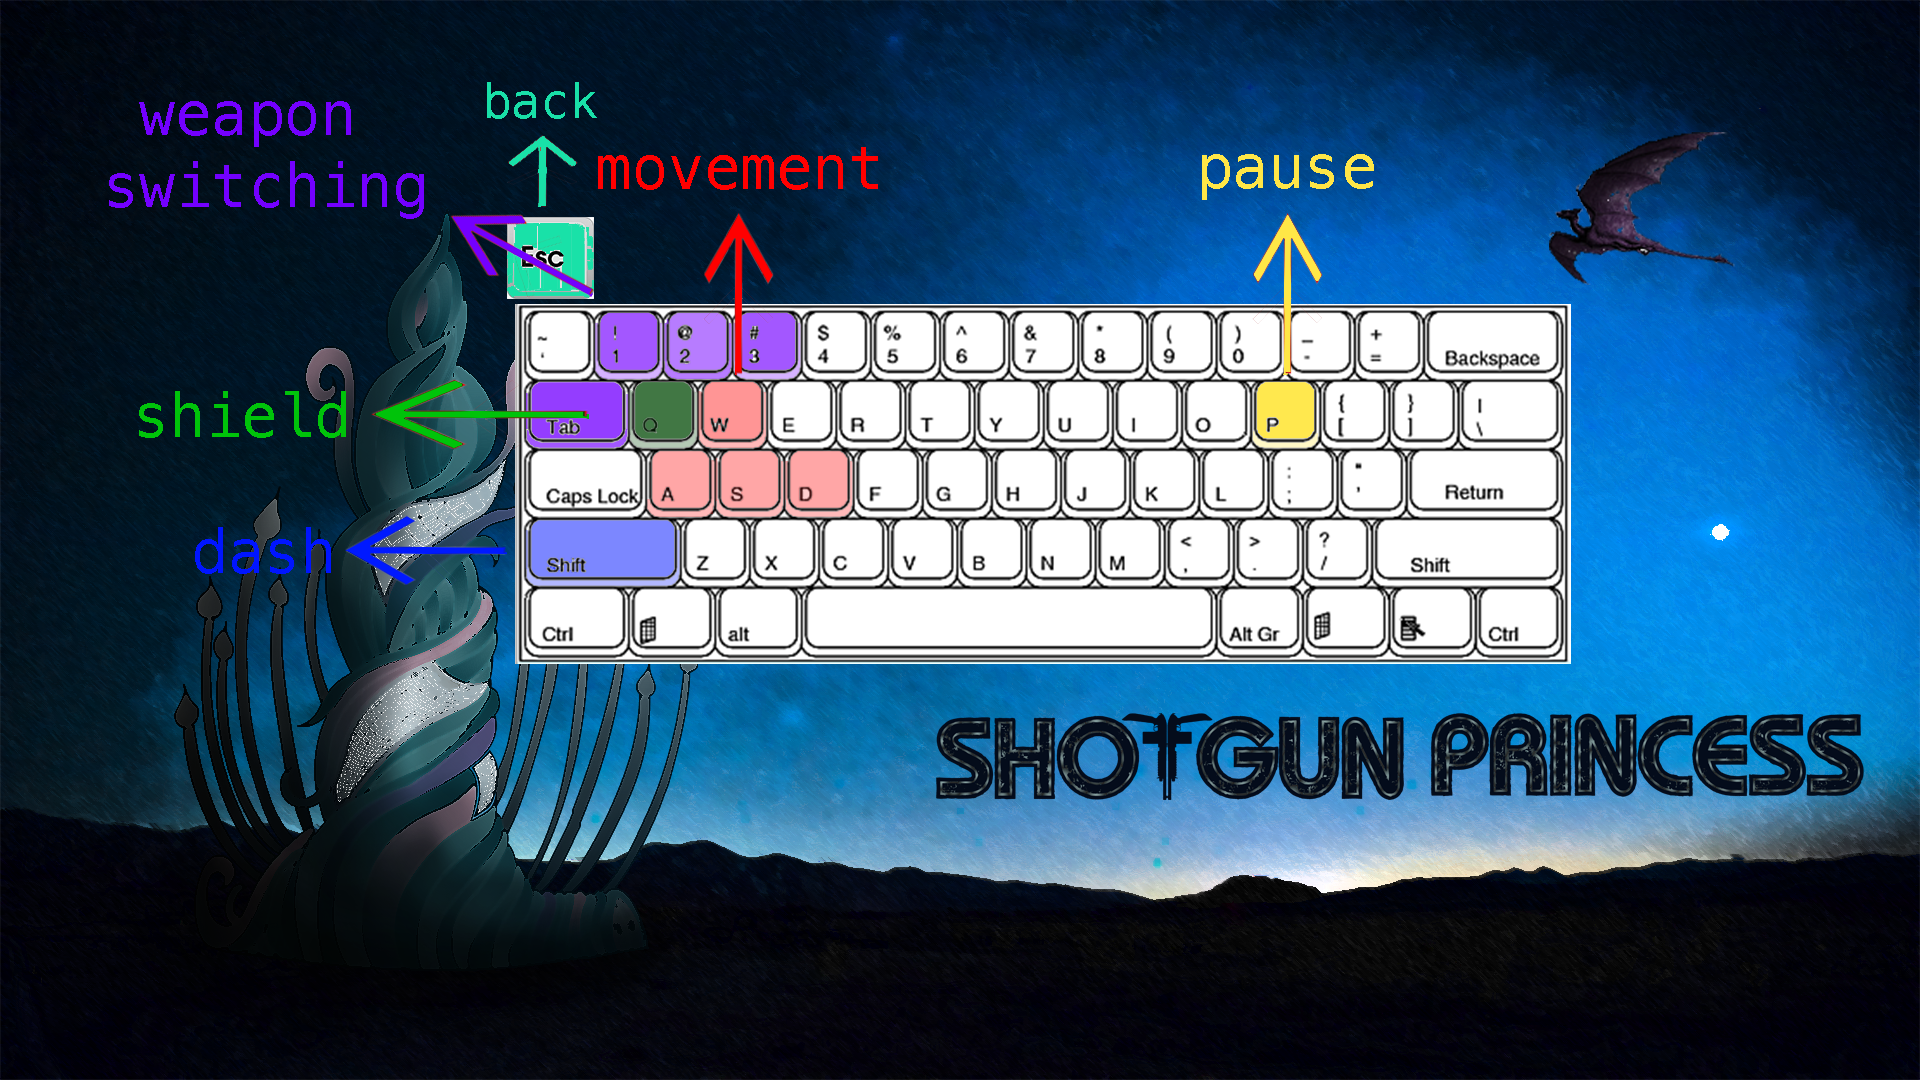 weapon
switching
back
movement
pause
Esc
~ ! @ # $ % ^ & * ( ) _ +
` 1 2 3 4 5 6 7 8 9 0 - = Backspace
Tab Q W E R T Y U I O P { [ } ] | \
shield
Caps Lock A S D F G H J K L : ; " ' Return
dash
Shift Z X C V B N M < , > . ? / Shift
Ctrl alt Alt Gr Ctrl
SHOTGUN PRINCESS